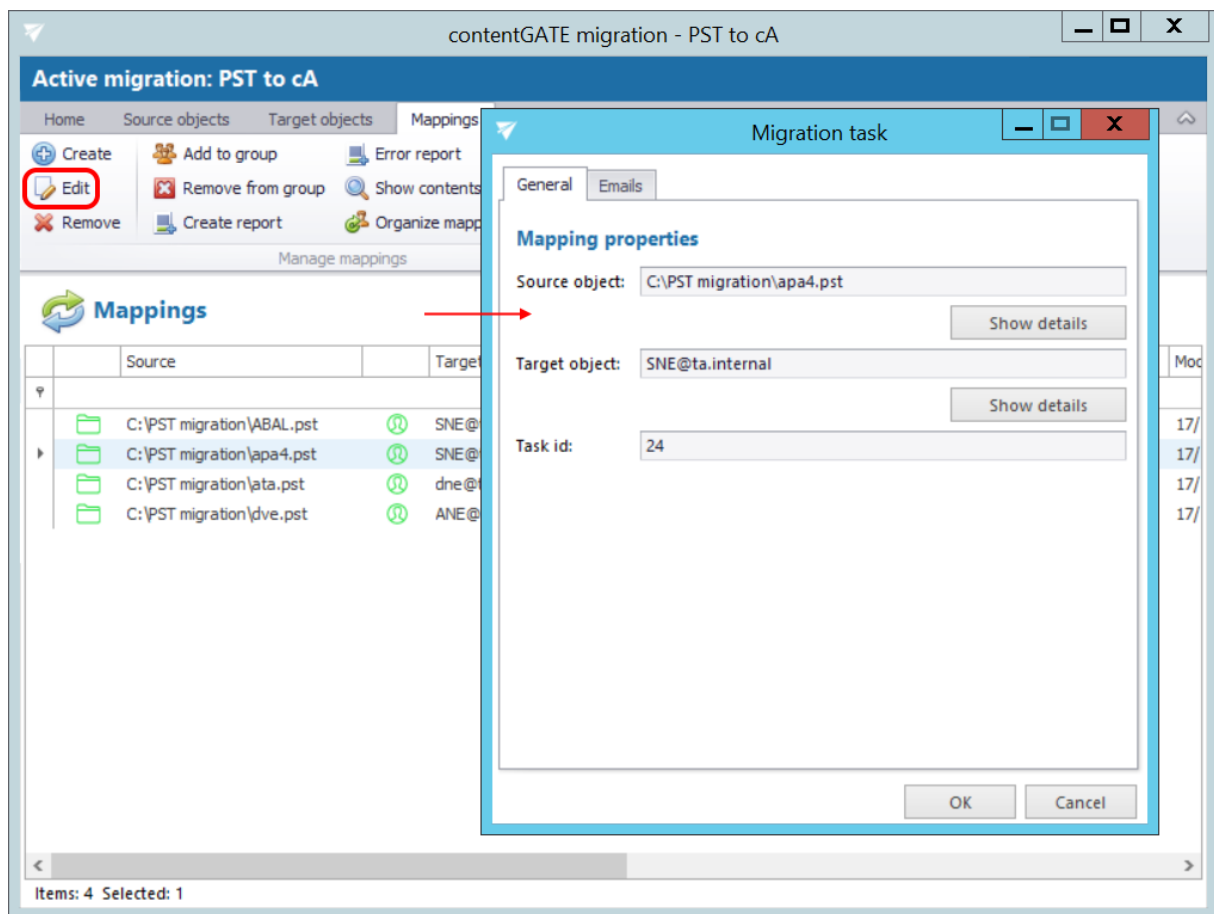 contentGATE migration - PST to cA
Active migration: PST to cA
Home Source objects Target objects Mappings
Create Add to group Error report
Edit Remove from group Show contents
Remove Create report Organize mapp
Manage mappings
Mappings
Source Target Mod
C:\PST migration\ABAL.pst SNE@ 17/
C:\PST migration\apa4.pst SNE@ 17/
C:\PST migration\ata.pst dne@ 17/
C:\PST migration\dve.pst ANE@ 17/
Items: 4 Selected: 1
Migration task
General Emails
Mapping properties
Source object: C:\PST migration\apa4.pst
Show details
Target object: SNE@ta.internal
Show details
Task id: 24
OK Cancel